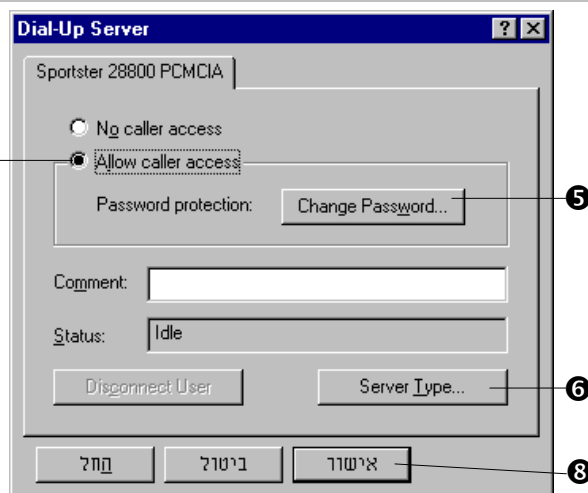 Dial-Up Server
Sportster 28800 PCMCIA
No caller access
Allow caller access
Password protection: Change Password... 5
Comment:
Status: Idle
Disconnect User Server Type... 6
החל ביטול אישור 8